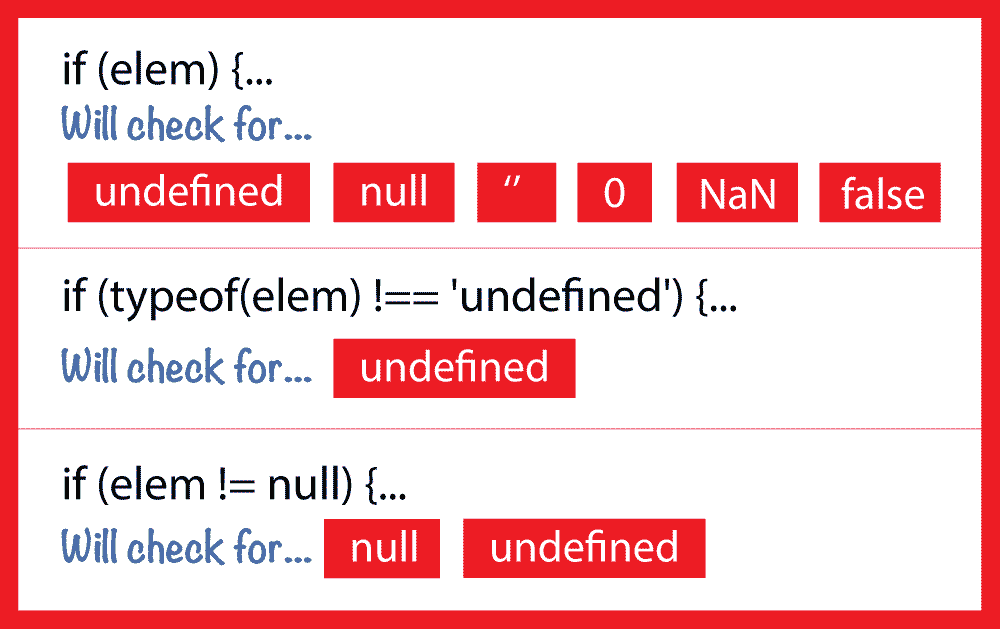 if (elem) {...
Will check for...
undefined null “ 0 NaN false
if (typeof(elem) !== 'undefined') {...
Will check for... undefined
if (elem != null) {...
Will check for... null undefined